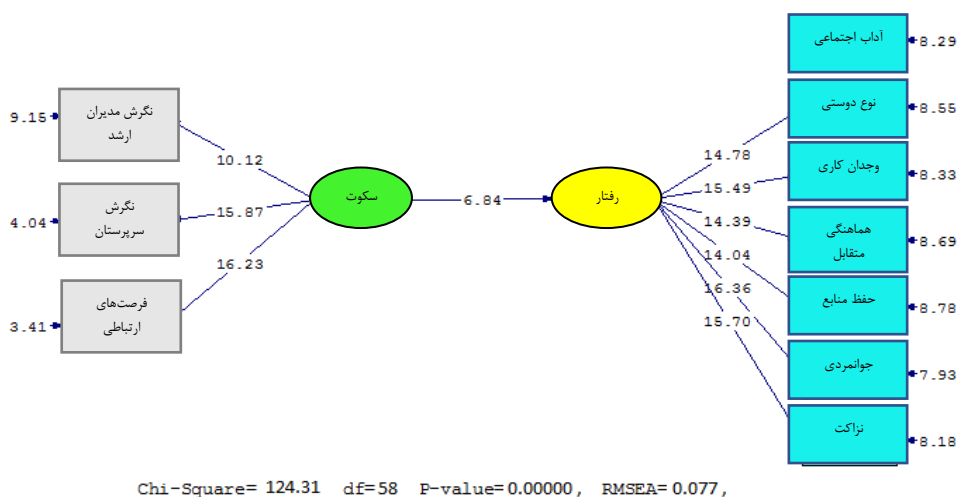 آداب اجتماعی
8.29
نگرش مدیران
ارشد
9.15
نوع دوستی
8.55
10.12
14.78
وجدان کاری
8.33
سکوت
6.84
رفتار
15.49
نگرش
سرپرستان
4.04
15.87
14.39
هماهنگی
متقابل
8.69
14.04
16.23
16.36
حفظ منابع
8.78
فرصت‌های
ارتباطی
3.41
15.70
جوانمردی
7.93
نزاکت
8.18
Chi-Square= 124.31 df=58 P-value= 0.00000, RMSEA= 0.077,